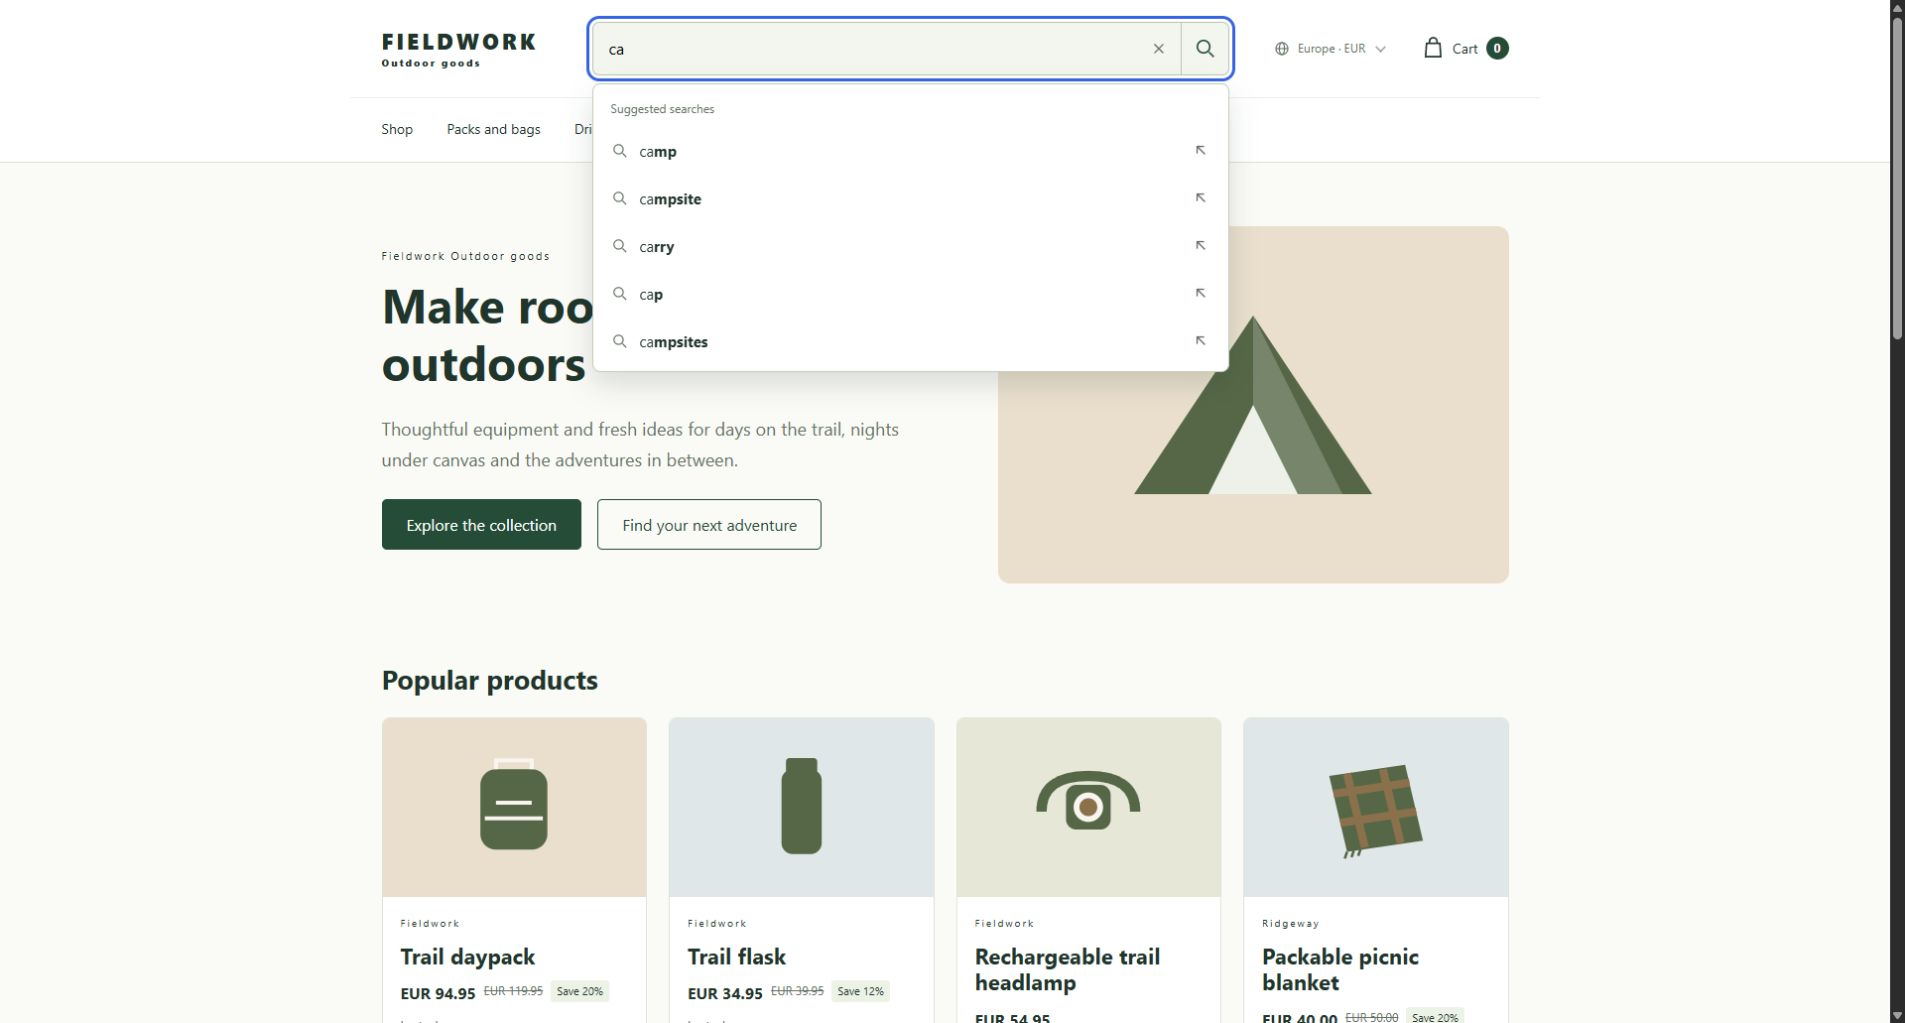 FIELDWORK
Outdoor goods
ca
Europe · EUR
Cart 0
Suggested searches
camp
campsite
carry
cap
campsites
Shop
Packs and bags
Fieldwork Outdoor goods
Make
outdoors
Thoughtful equipment and fresh ideas for days on the trail, nights
under canvas and the adventures in between.
Explore the collection
Find your next adventure
Popular products
Fieldwork
Trail daypack
EUR 94.95 EUR 119.95 Save 20%
Fieldwork
Trail flask
EUR 34.95 EUR 39.95 Save 12%
Fieldwork
Rechargeable trail
headlamp
EUR 54.95
Ridgeway
Packable picnic
blanket
EUR 40.00 EUR 50.00 Save 20%